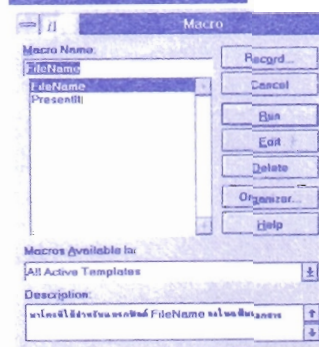 Macro
Macro Name:
FileName
Record...
FileName
PresentIt
Cancel
Run
Edit
Delete
Organizer...
Help
Macros Available In:
All Active Templates
Description:
FileName